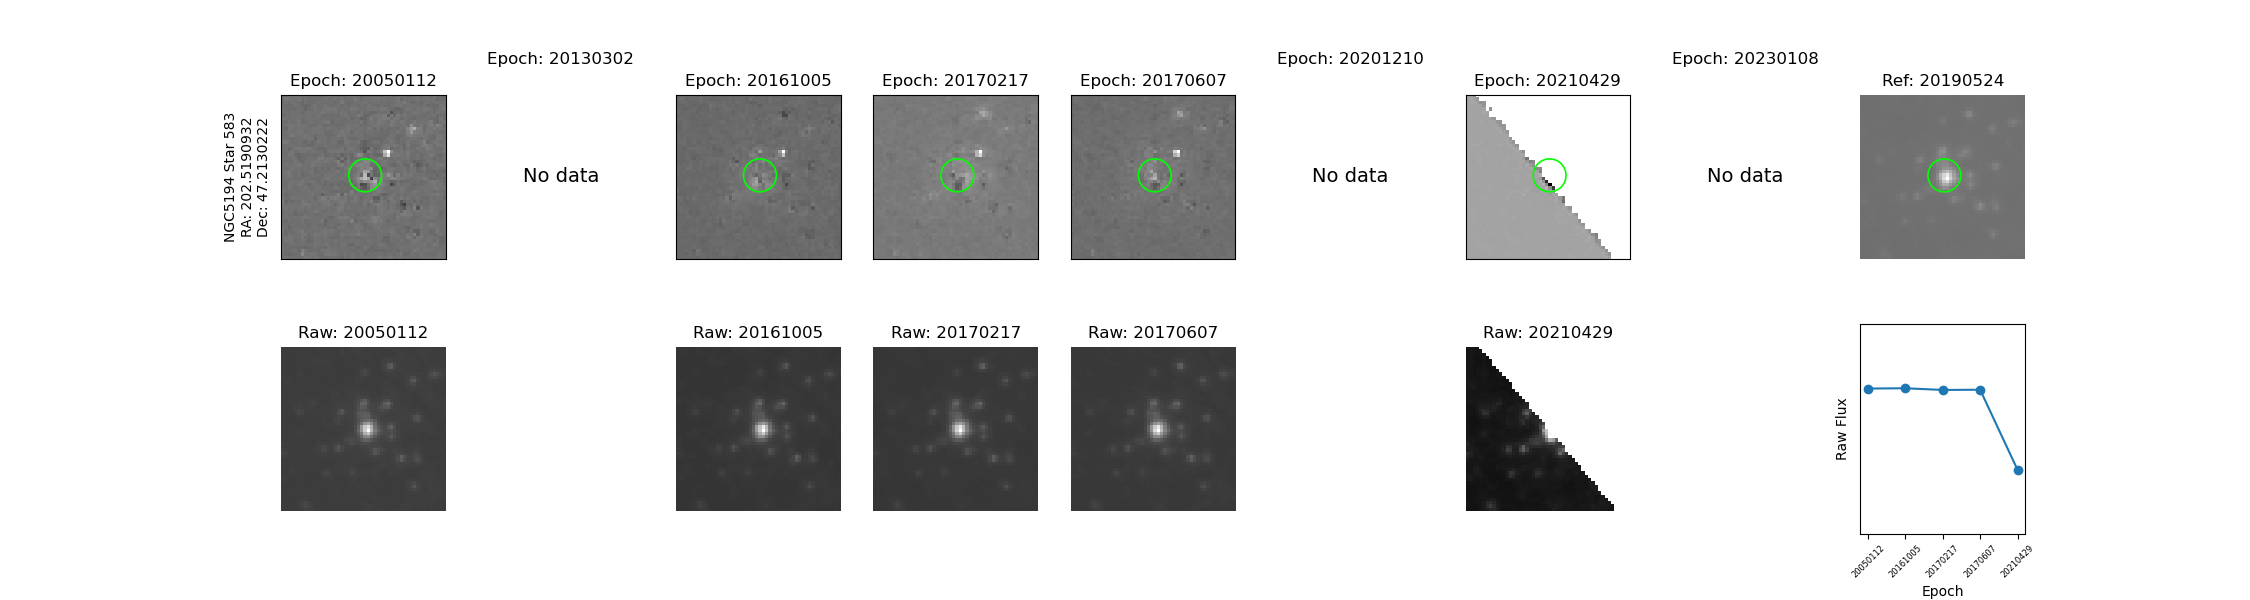 Epoch: 20050112
Epoch: 20130302
Epoch: 20161005
Epoch: 20170217
Epoch: 20170607
Epoch: 20201210
Epoch: 20210429
Epoch: 20230108
Ref: 20190524
NGC5194 Star 583
RA: 202.5190932
Dec: 47.2130222
No data
No data
No data
Raw: 20050112
Raw: 20161005
Raw: 20170217
Raw: 20170607
Raw: 20210429
Raw Flux
20050112
20161005
20170217
20170607
20210429
Epoch